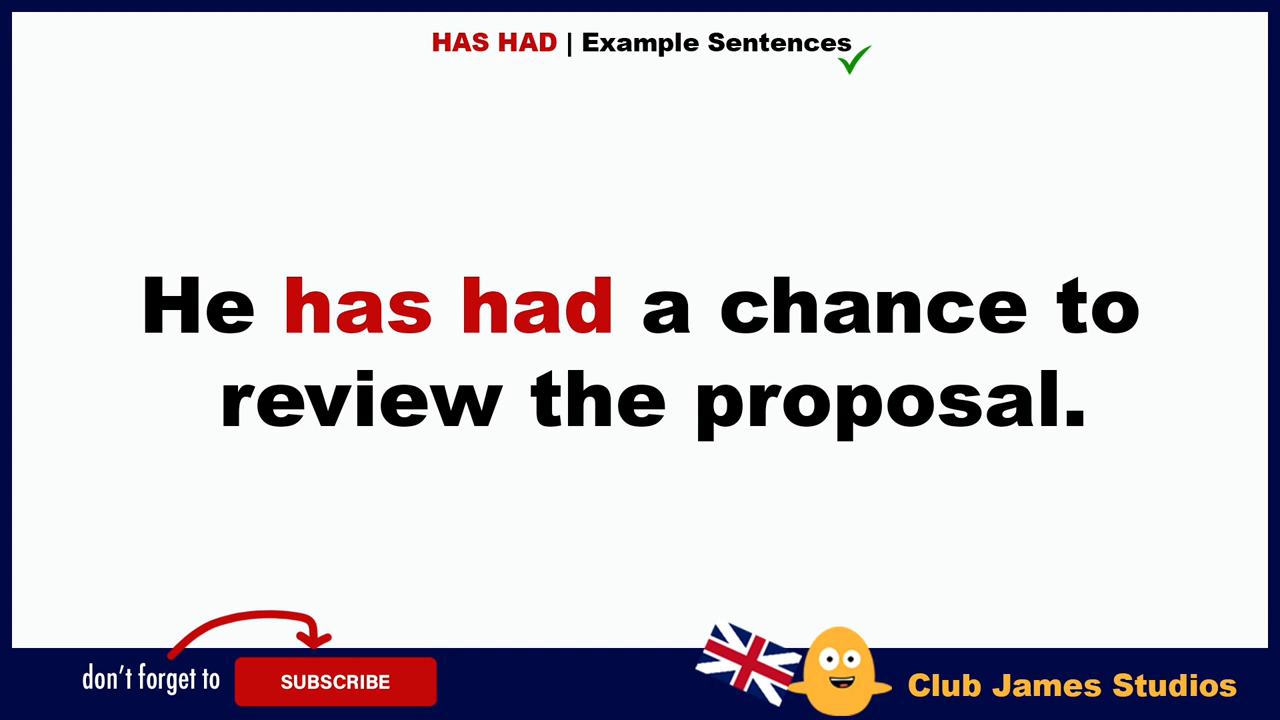 HAS HAD | Example Sentences
He has had a chance to
review the proposal.
don't forget to
SUBSCRIBE
Club James Studios